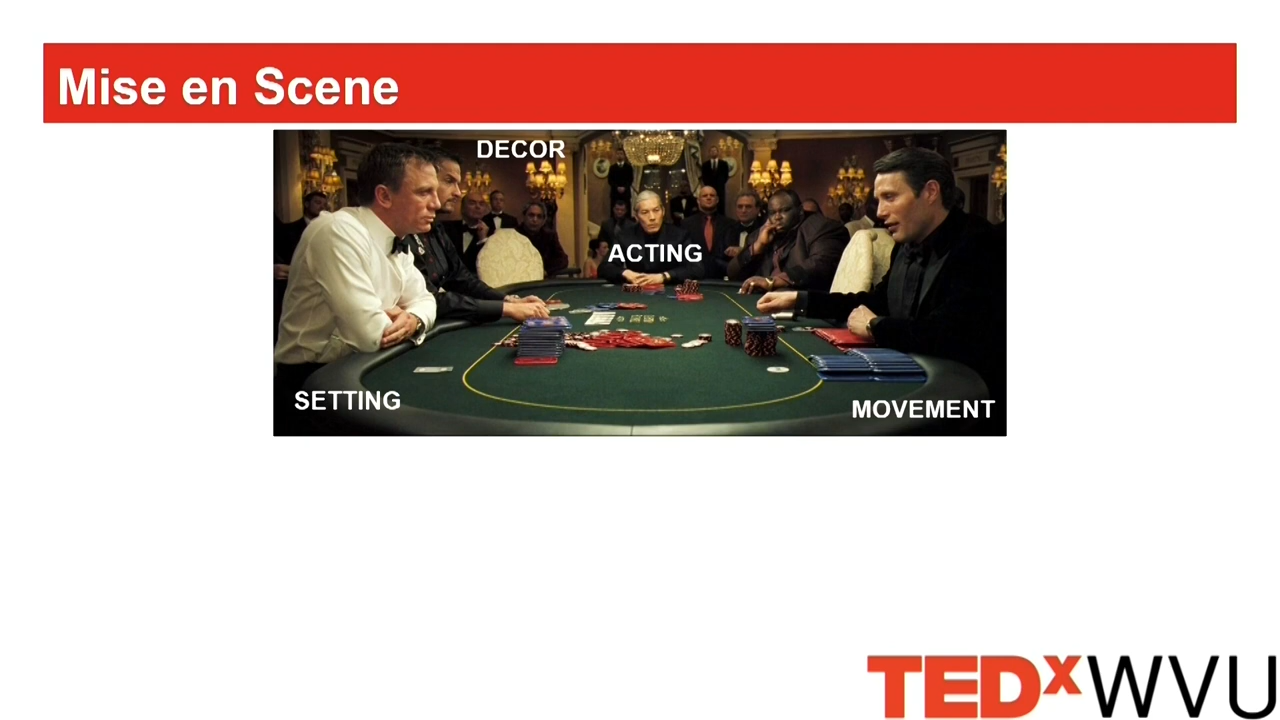 Mise en Scene
DECOR
ACTING
SETTING
MOVEMENT
TEDxWVU